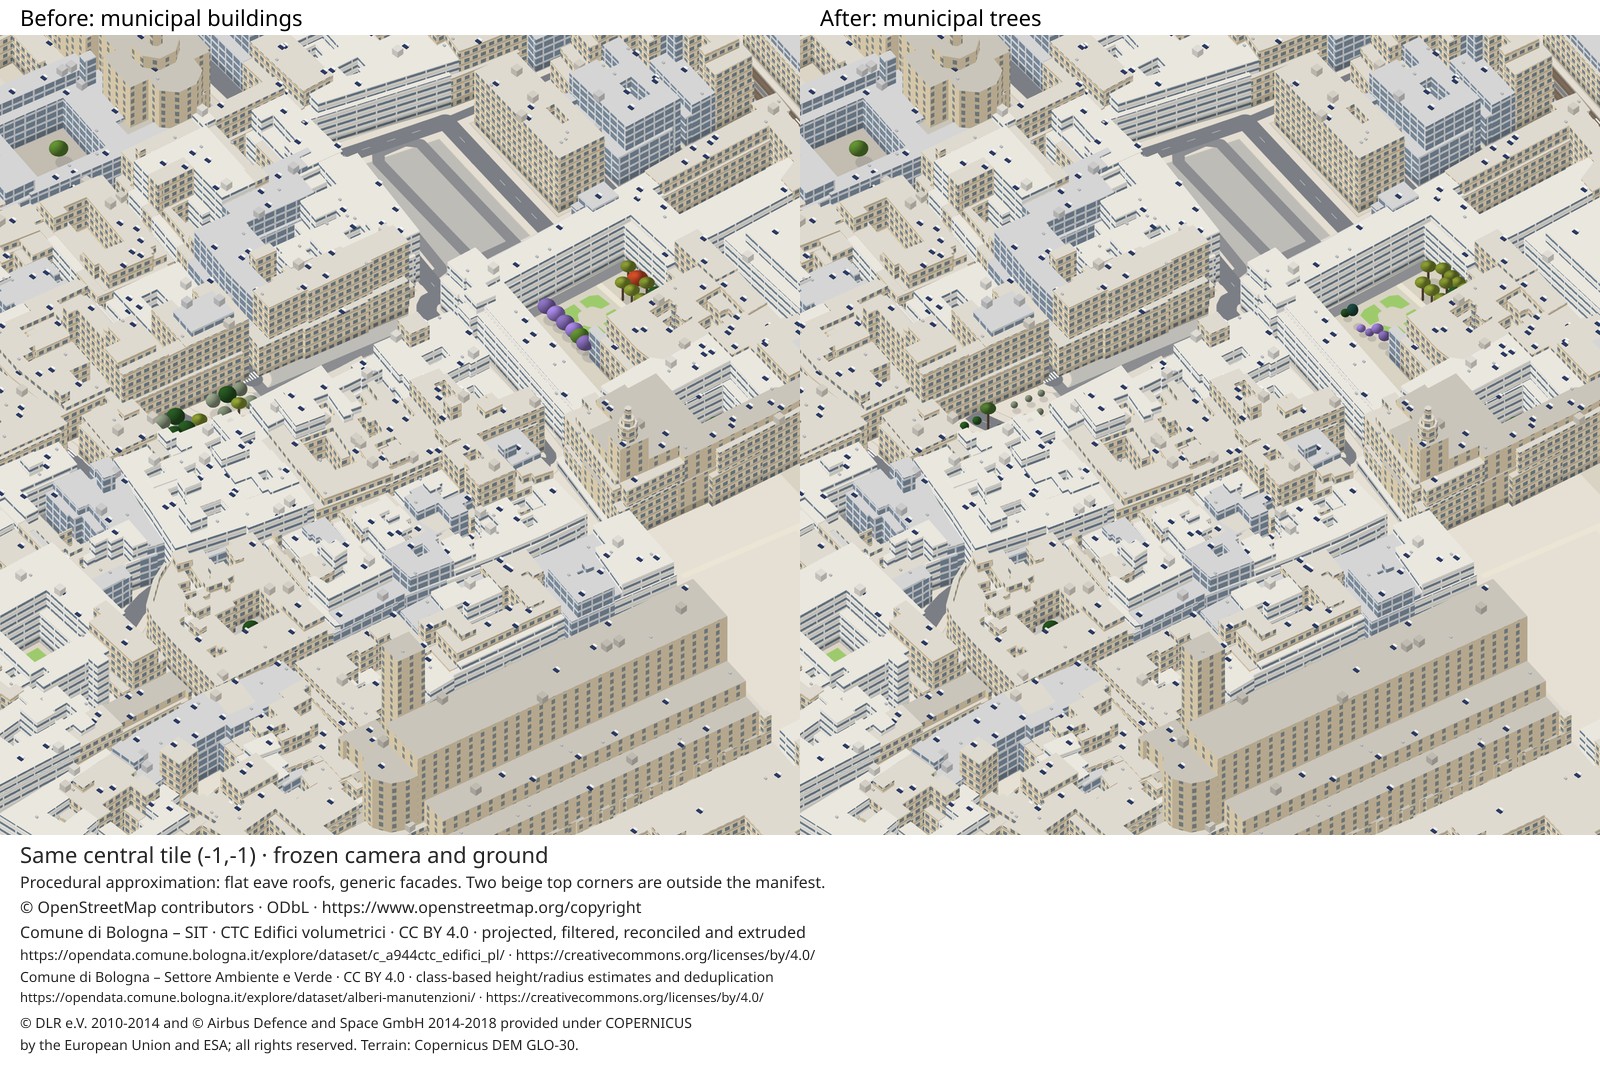 Before: municipal buildings
After: municipal trees
Same central tile (-1,-1) · frozen camera and ground
Procedural approximation: flat eave roofs, generic facades. Two beige top corners are outside the manifest.
© OpenStreetMap contributors · ODbL · https://www.openstreetmap.org/copyright
Comune di Bologna – SIT · CTC Edifici volumetrici · CC BY 4.0 · projected, filtered, reconciled and extruded
https://opendata.comune.bologna.it/explore/dataset/c_a944ctc_edifici_pl/ · https://creativecommons.org/licenses/by/4.0/
Comune di Bologna – Settore Ambiente e Verde · CC BY 4.0 · class-based height/radius estimates and deduplication
https://opendata.comune.bologna.it/explore/dataset/alberi-manutenzioni/ · https://creativecommons.org/licenses/by/4.0/
© DLR e.V. 2010-2014 and © Airbus Defence and Space GmbH 2014-2018 provided under COPERNICUS
by the European Union and ESA; all rights reserved. Terrain: Copernicus DEM GLO-30.